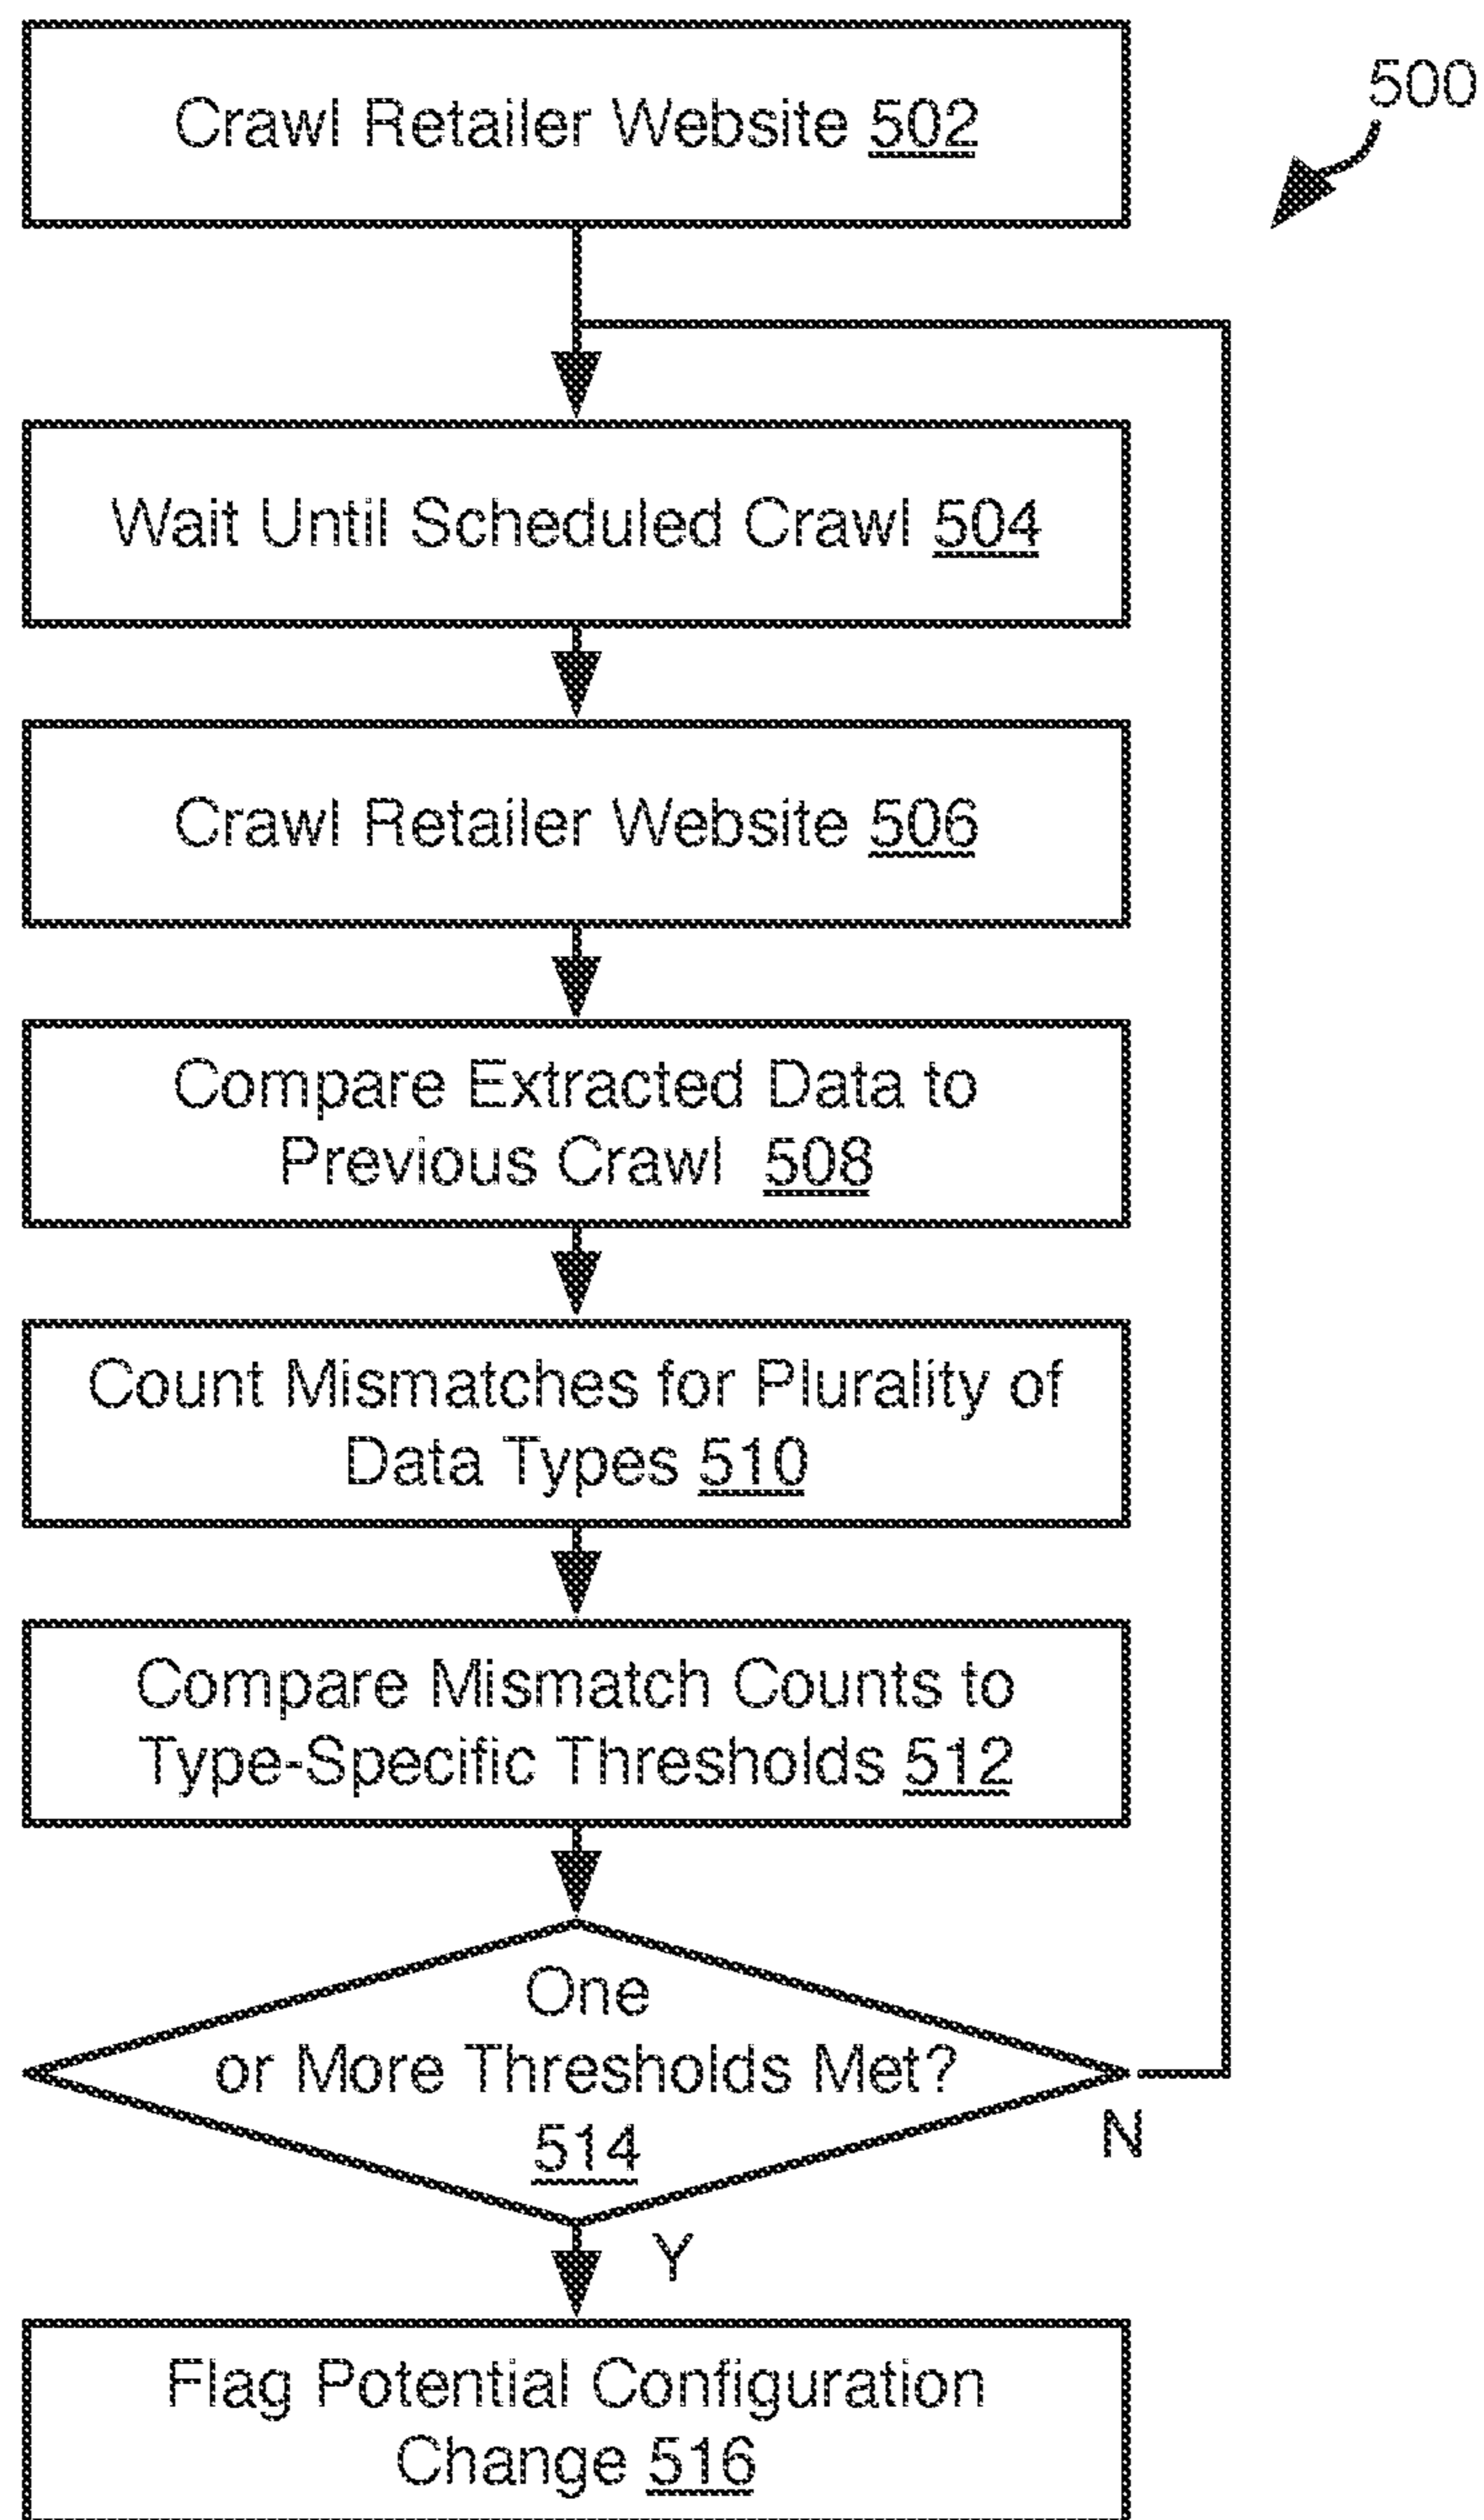 Crawl Retailer Website 502
500
Wait Until Scheduled Crawl 504
Crawl Retailer Website 506
Compare Extracted Data to
Previous Crawl 508
Count Mismatches for Plurality of
Data Types 510
Compare Mismatch Counts to
Type-Specific Thresholds 512
One
or More Thresholds Met?
514
N
Y
Flag Potential Configuration
Change 516